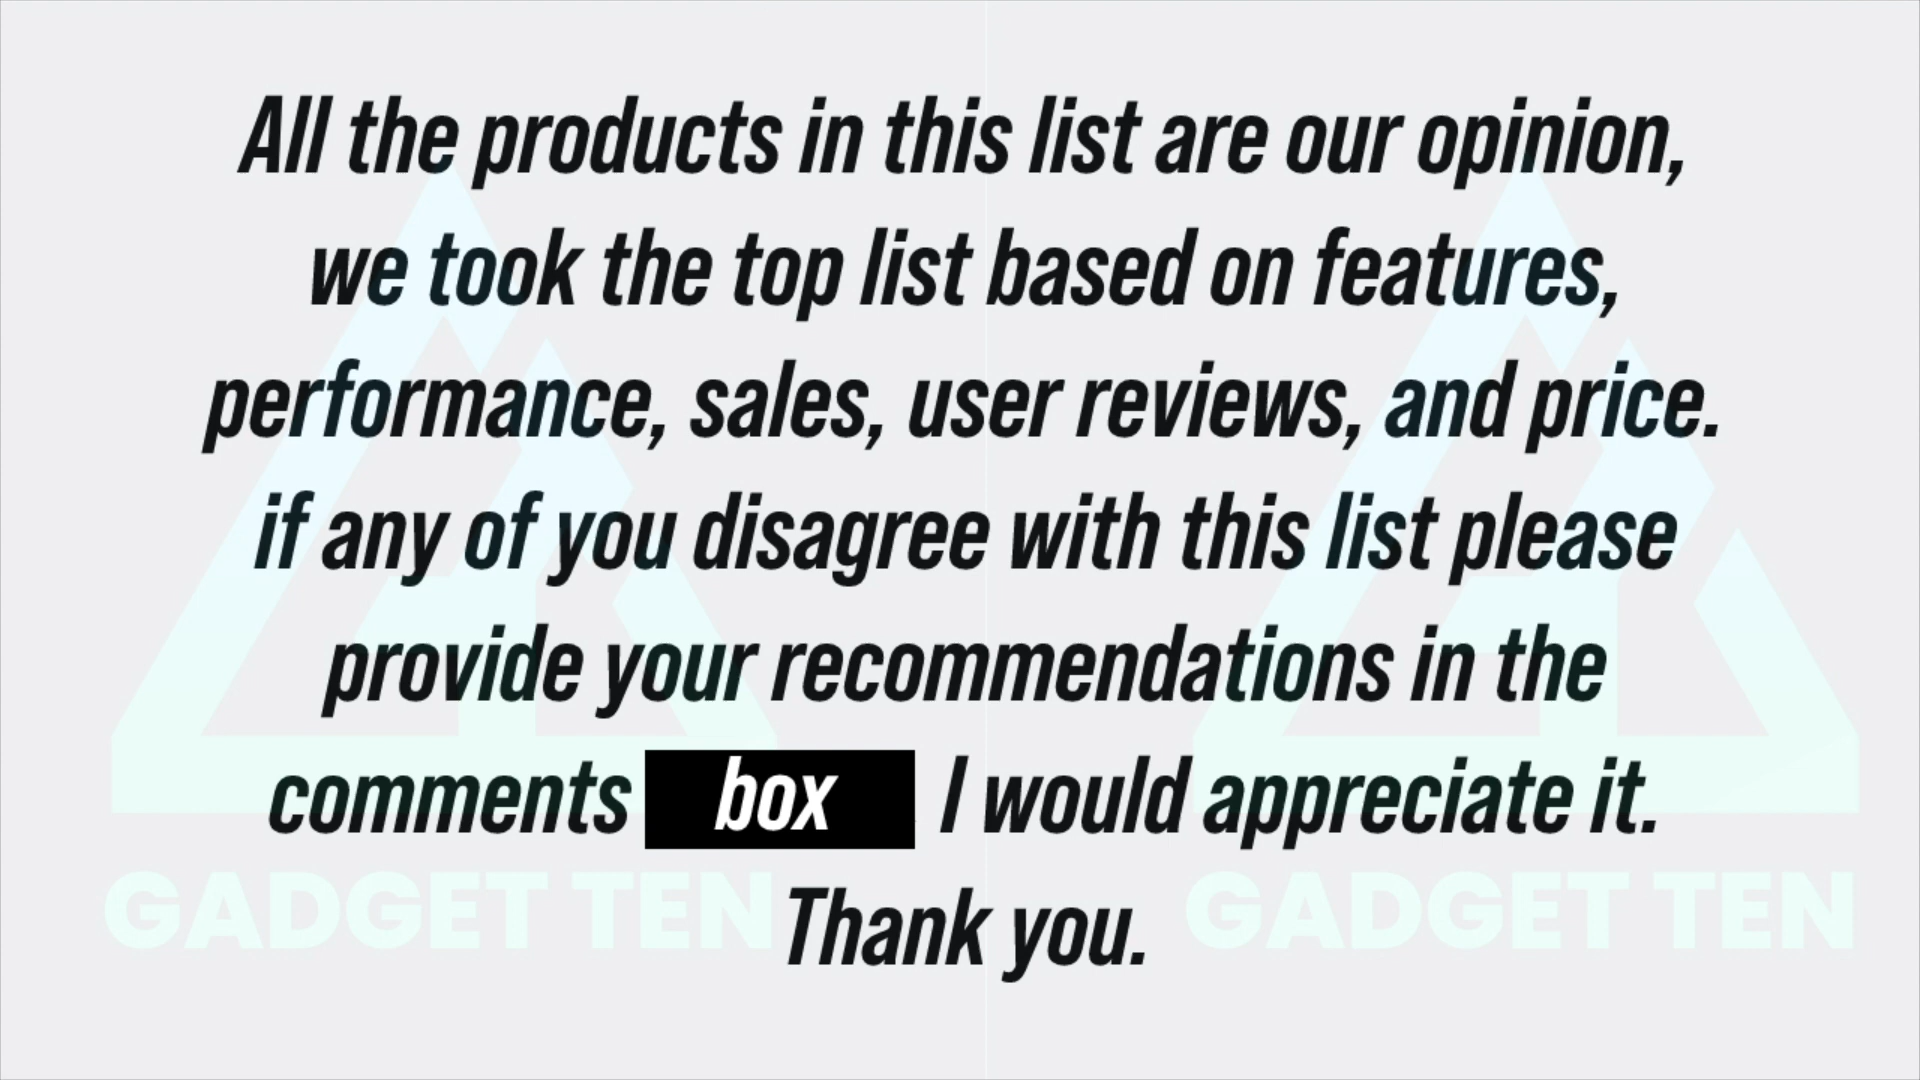 All the products in this list are our opinion,
we took the top list based on features,
performance, sales, user reviews, and price.
if any of you disagree with this list please
provide your recommendations in the
comments box I would appreciate it.
GADGET TEN
GADGET TEN
Thank you.